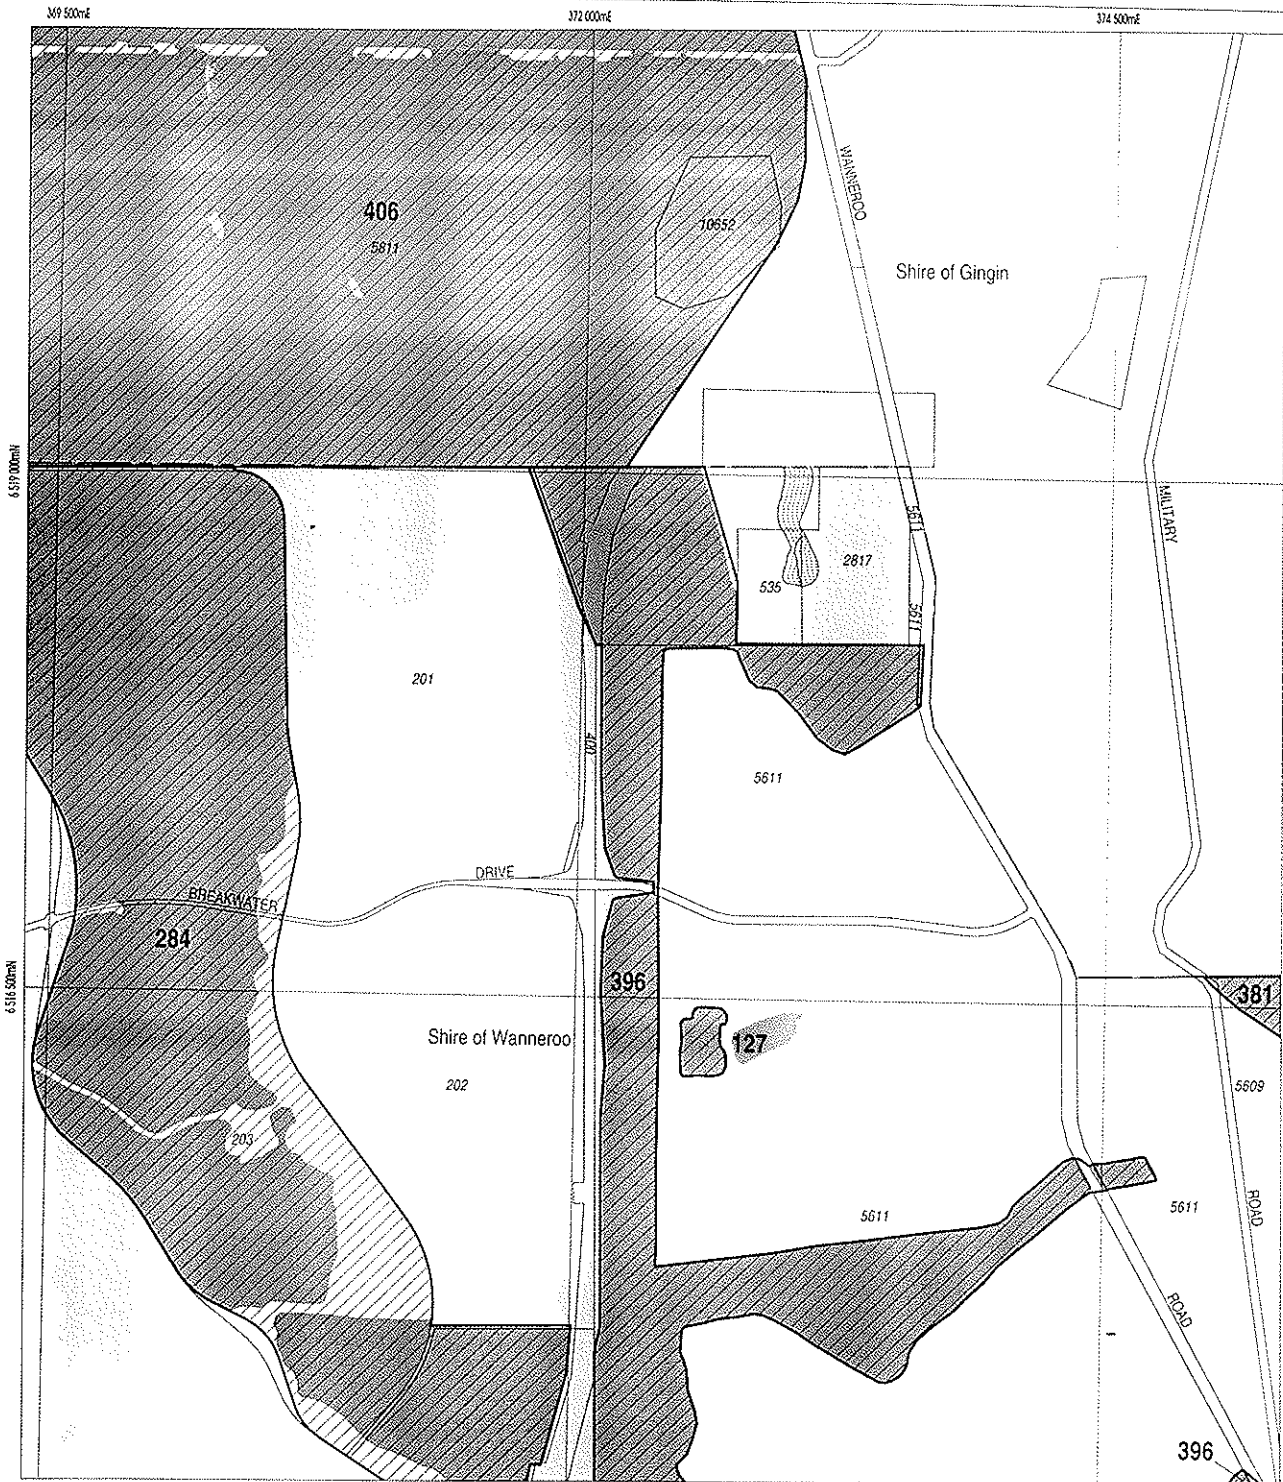 369 500mE
372 000mE
374 500mE
WANNEROO
406
5811
10652
Shire of Gingin
6 519 000mN
MILITARY
5611
2817
535
5611
201
400
5611
DRIVE
BREAKWATER
284
396
381
6 516 500mN
Shire of Wanneroo
127
202
5609
203
5611
5611
ROAD
ROAD
396